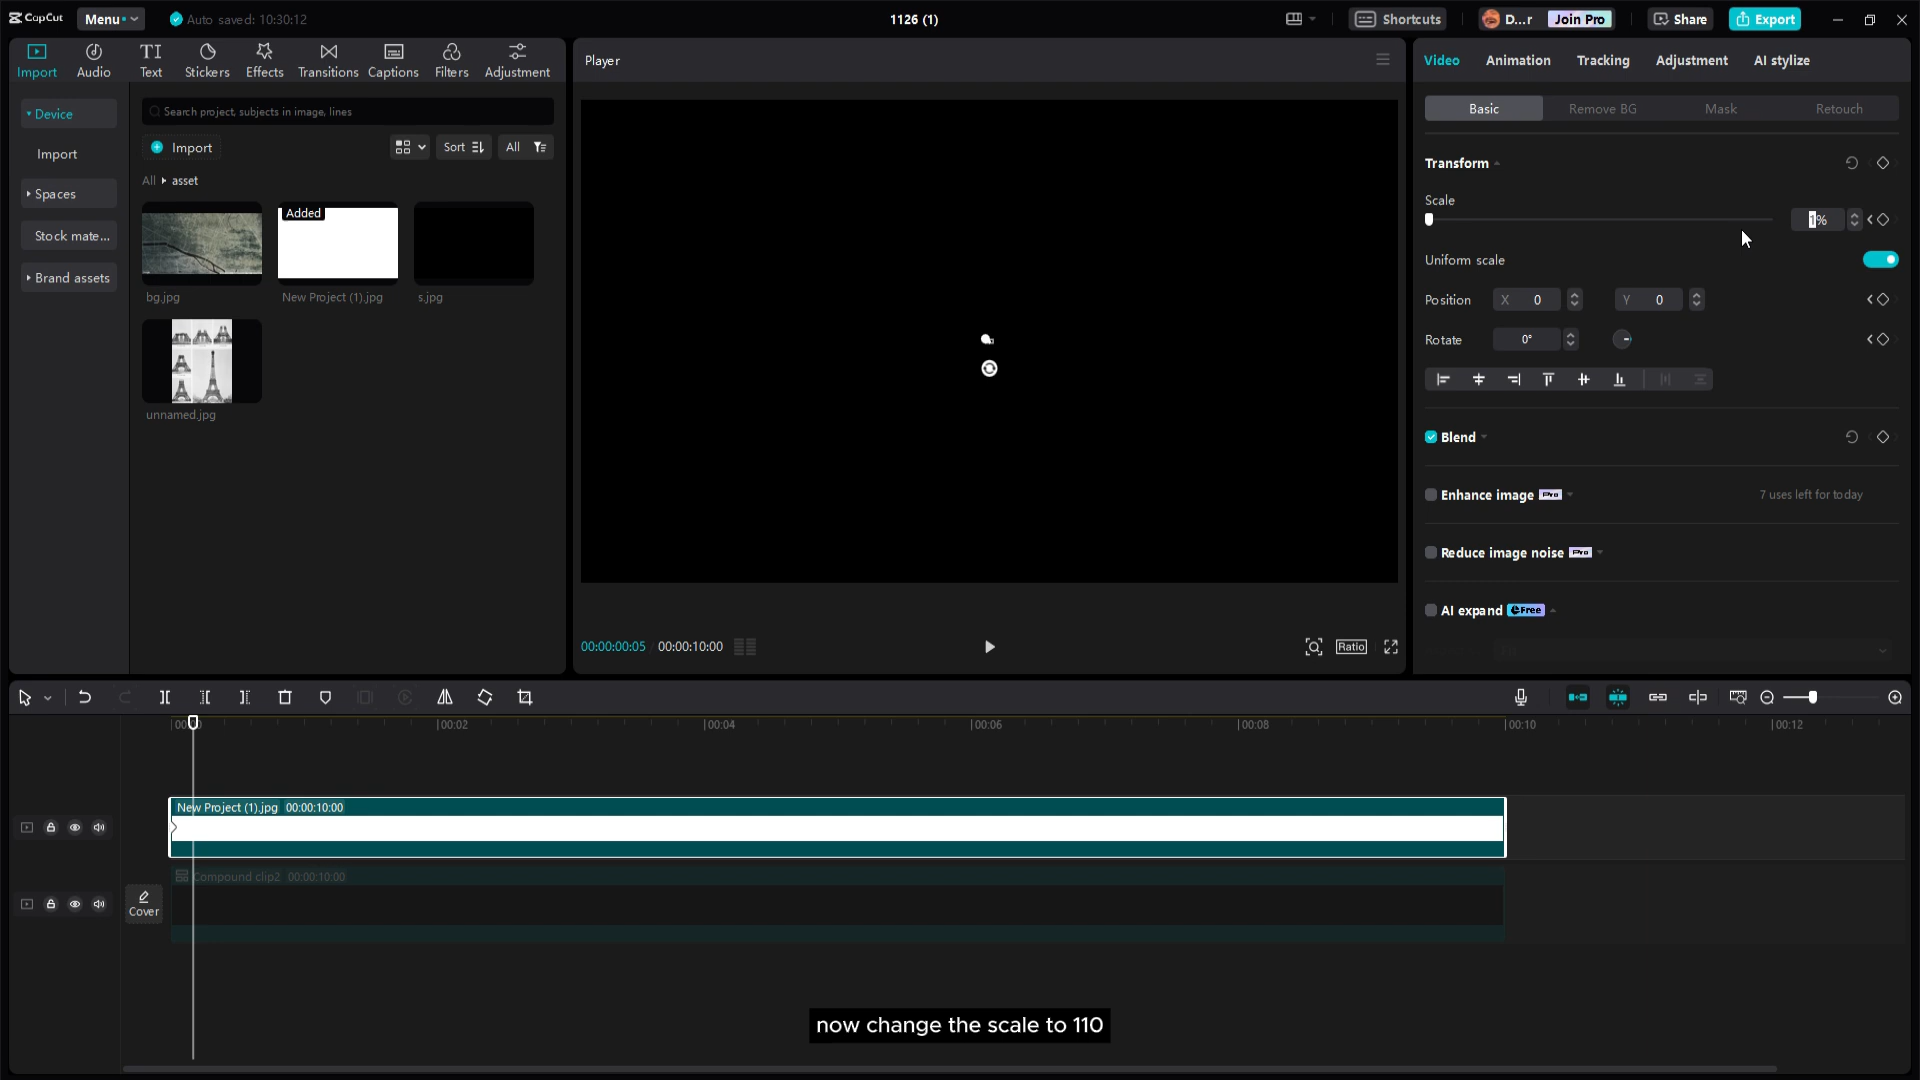 CapCut
Menu
Auto saved: 10:30:12
1126 (1)
Shortcuts
D...r
Join Pro
Share
Export
Import
Audio
TI
Text
Stickers
Effects
Transitions
Captions
Filters
Adjustment
Player
Video
Animation
Tracking
Adjustment
AI stylize
Device
Search project, subjects in image, lines
Basic
Remove BG
Mask
Retouch
Import
Import
Sort
All
Transform
All
asset
Spaces
Scale
Added
1%
Stock mate...
Uniform scale
Brand assets
bg.jpg
New Project (1).jpg
s.jpg
Position
X 0
Y 0
Rotate
0°
unnamed.jpg
Blend
Enhance image
Pro
7 uses left for today
Reduce image noise
Pro
AI expand
Free
00:00:00:05
00:00:10:00
Ratio
00:02
00:04
00:06
00:08
00:10
00:12
New Project (1).jpg 00:00:10:00
Compound clip2 00:00:10:00
Cover
now change the scale to 110